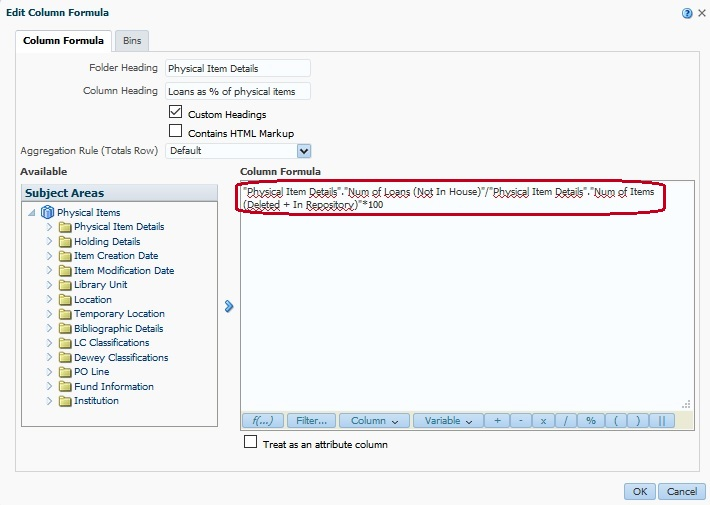 Edit Column Formula
Column Formula
Bins
Folder Heading Physical Item Details
Column Heading Loans as % of physical items
Custom Headings
Contains HTML Markup
Aggregation Rule (Totals Row) Default
Available
Subject Areas
Physical Items
Physical Item Details
Holding Details
Item Creation Date
Item Modification Date
Library Unit
Location
Temporary Location
Bibliographic Details
LC Classifications
Dewey Classifications
PO Line
Fund Information
Institution
Column Formula
"Physical Item Details"."Num of Loans (Not In House)"/"Physical Item Details"."Num of Items
(Deleted + In Repository)"*100
f(...) Filter... Column Variable + - x / % ( ) ||
Treat as an attribute column
OK Cancel